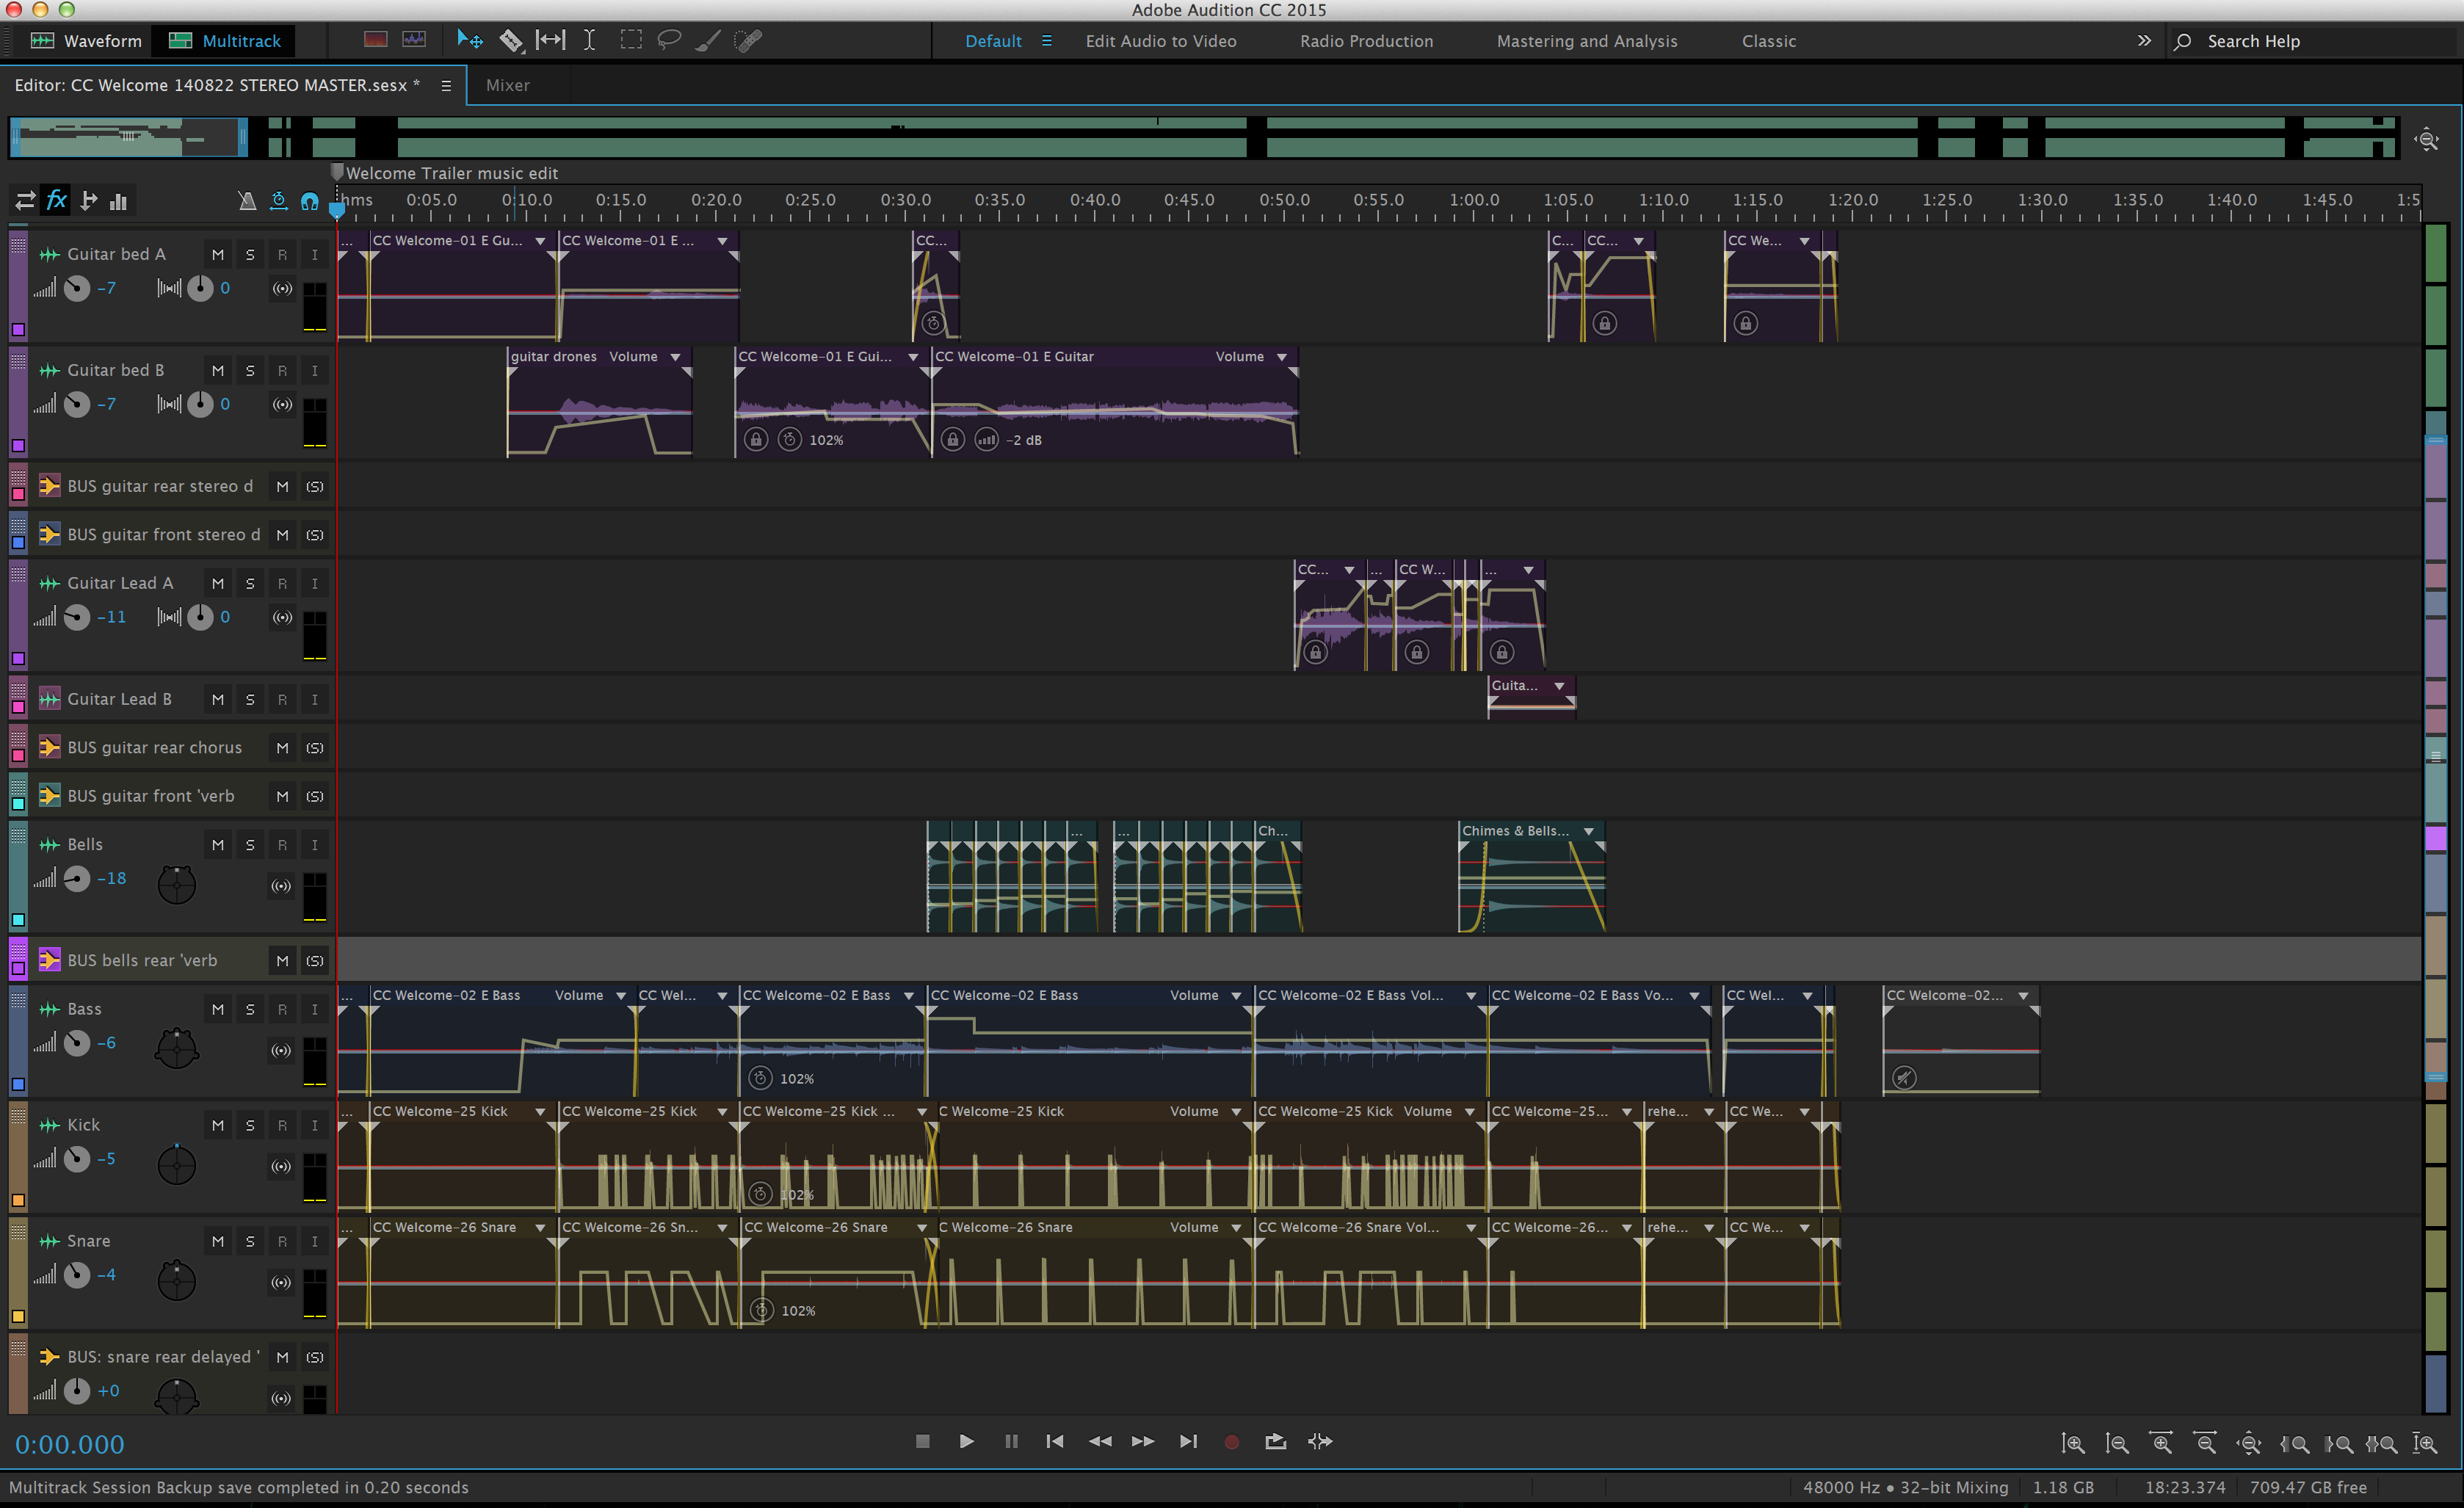 Adobe Audition CC 2015
Waveform Multitrack Default Edit Audio to Video Radio Production Mastering and Analysis Classic Search Help
Editor: CC Welcome 140822 STEREO MASTER.sesx * Mixer
Welcome Trailer music edit
fx hms 0:05.0 0:10.0 0:15.0 0:20.0 0:25.0 0:30.0 0:35.0 0:40.0 0:45.0 0:50.0 0:55.0 1:00.0 1:05.0 1:10.0 1:15.0 1:20.0 1:25.0 1:30.0 1:35.0 1:40.0 1:45.0 1:5
... CC Welcome-01 E Gu... CC Welcome-01 E ... CC... C... CC... CC We...
Guitar bed A M S R I
-7 0
guitar drones Volume CC Welcome-01 E Gui... CC Welcome-01 E Guitar Volume
Guitar bed B M S R I
-7 0
102% -2 dB
BUS guitar rear stereo d M (S)
BUS guitar front stereo d M (S)
CC... ... CC W... ...
Guitar Lead A M S R I
-11 0
Guita...
Guitar Lead B M S R I
BUS guitar rear chorus M (S)
BUS guitar front 'verb M (S)
... ... Ch... Chimes & Bells...
Bells M S R I
-18
BUS bells rear 'verb M (S)
... CC Welcome-02 E Bass Volume CC Wel... CC Welcome-02 E Bass CC Welcome-02 E Bass Volume CC Welcome-02 E Bass Vol... CC Welcome-02 E Bass Vo... CC Wel... CC Welcome-02...
Bass M S R I
-6
102%
... CC Welcome-25 Kick CC Welcome-25 Kick CC Welcome-25 Kick ... C Welcome-25 Kick Volume CC Welcome-25 Kick Volume CC Welcome-25... rehe... CC We...
Kick M S R I
-5
102%
... CC Welcome-26 Snare CC Welcome-26 Sn... CC Welcome-26 Snare C Welcome-26 Snare Volume CC Welcome-26 Snare Vol... CC Welcome-26... rehe... CC We...
Snare M S R I
-4
102%
BUS: snare rear delayed ' M (S)
+0
0:00.000
Multitrack Session Backup save completed in 0.20 seconds 48000 Hz ● 32-bit Mixing 1.18 GB 18:23.374 709.47 GB free